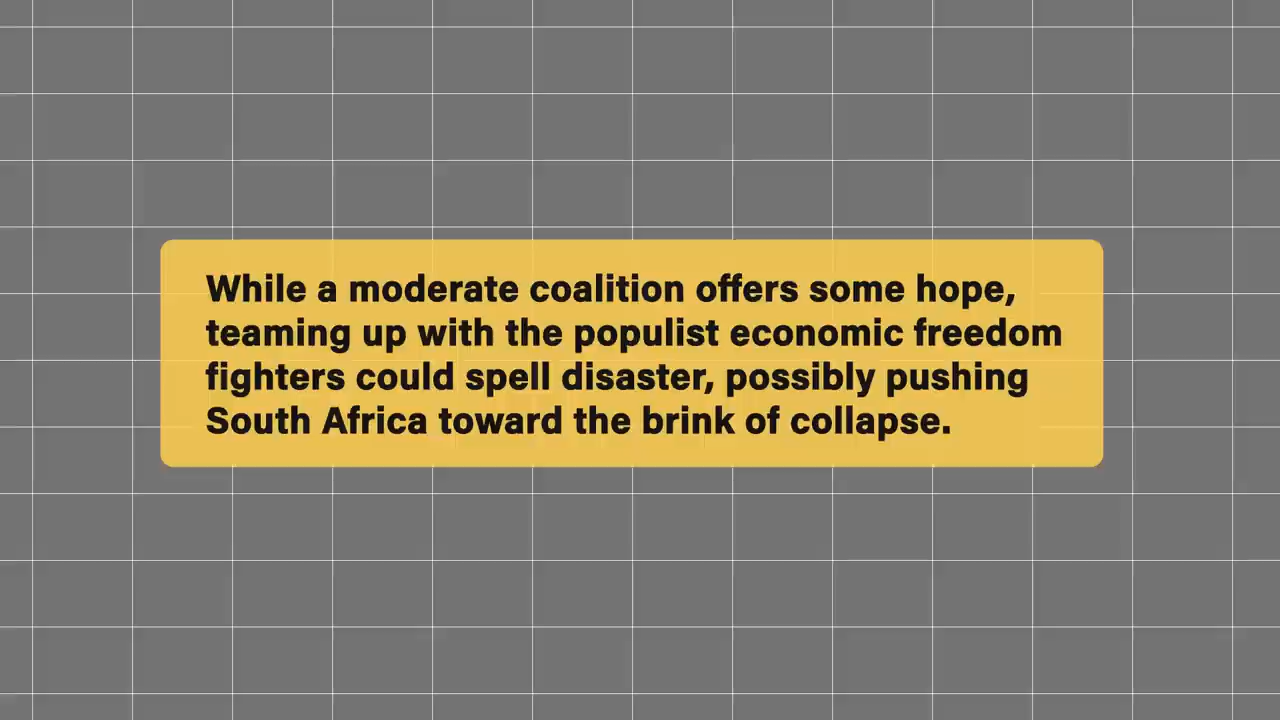 While a moderate coalition offers some hope,
teaming up with the populist economic freedom
fighters could spell disaster, possibly pushing
South Africa toward the brink of collapse.